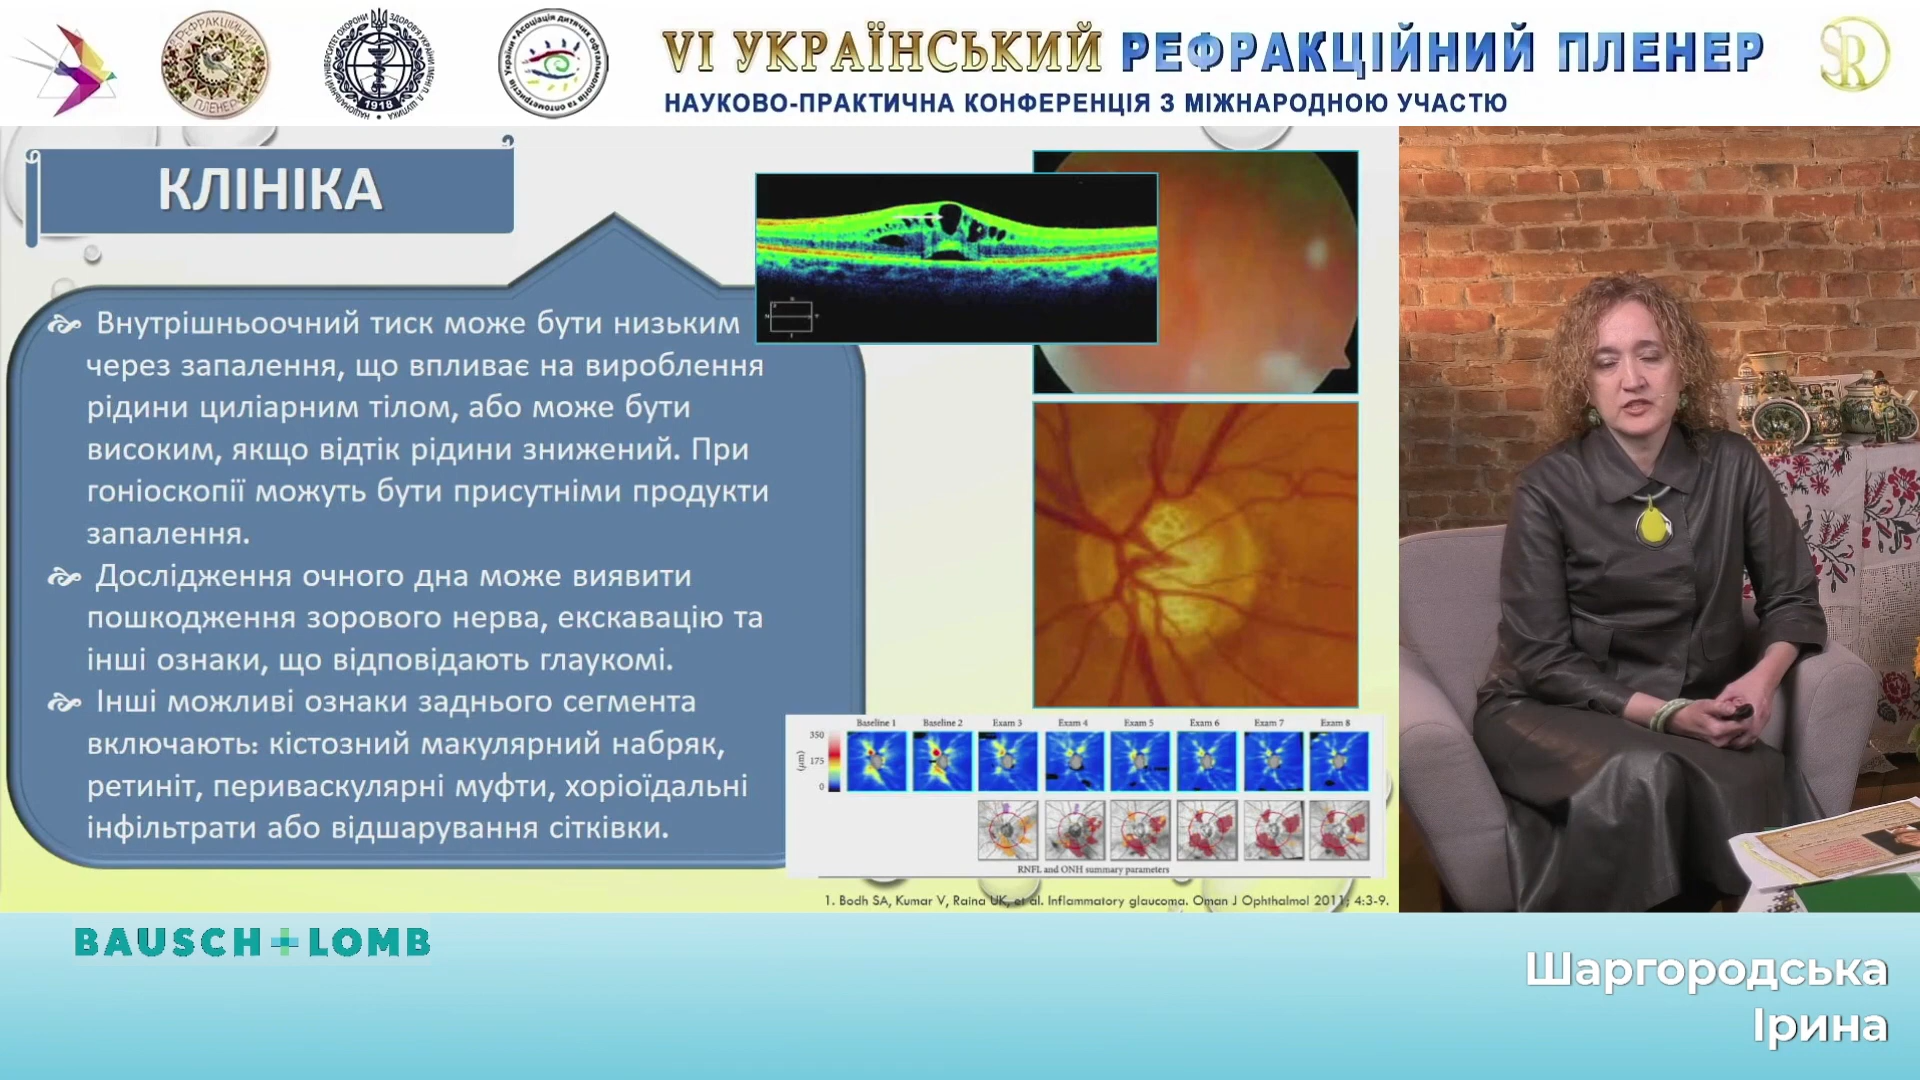 VI УКРАЇНСЬКИЙ РЕФРАКЦІЙНИЙ ПЛЕНЕР
НАУКОВО-ПРАКТИЧНА КОНФЕРЕНЦІЯ З МІЖНАРОДНОЮ УЧАСТЮ
РЕФРАКЦІЙНИЙ
ПЛЕНЕР
1918
SR
КЛІНІКА
Внутрішньоочний тиск може бути низьким
через запалення, що впливає на вироблення
рідини циліарним тілом, або може бути
високим, якщо відтік рідини знижений. При
гоніоскопії можуть бути присутніми продукти
запалення.
Дослідження очного дна може виявити
пошкодження зорового нерва, екскавацію та
інші ознаки, що відповідають глаукомі.
Інші можливі ознаки заднього сегмента
включають: кістозний макулярний набряк,
ретиніт, периваскулярні муфти, хоріоїдальні
інфільтрати або відшарування сітківки.
Baseline 1 Baseline 2 Exam 3 Exam 4 Exam 5 Exam 6 Exam 7 Exam 8
350
175
0
(μm)
RNFL and ONH summary parameters
1. Bodh SA, Kumar V, Raina UK, et al. Inflammatory glaucoma. Oman J Ophthalmol 2011; 4:3-9.
BAUSCH + LOMB
Шаргородська
Ірина